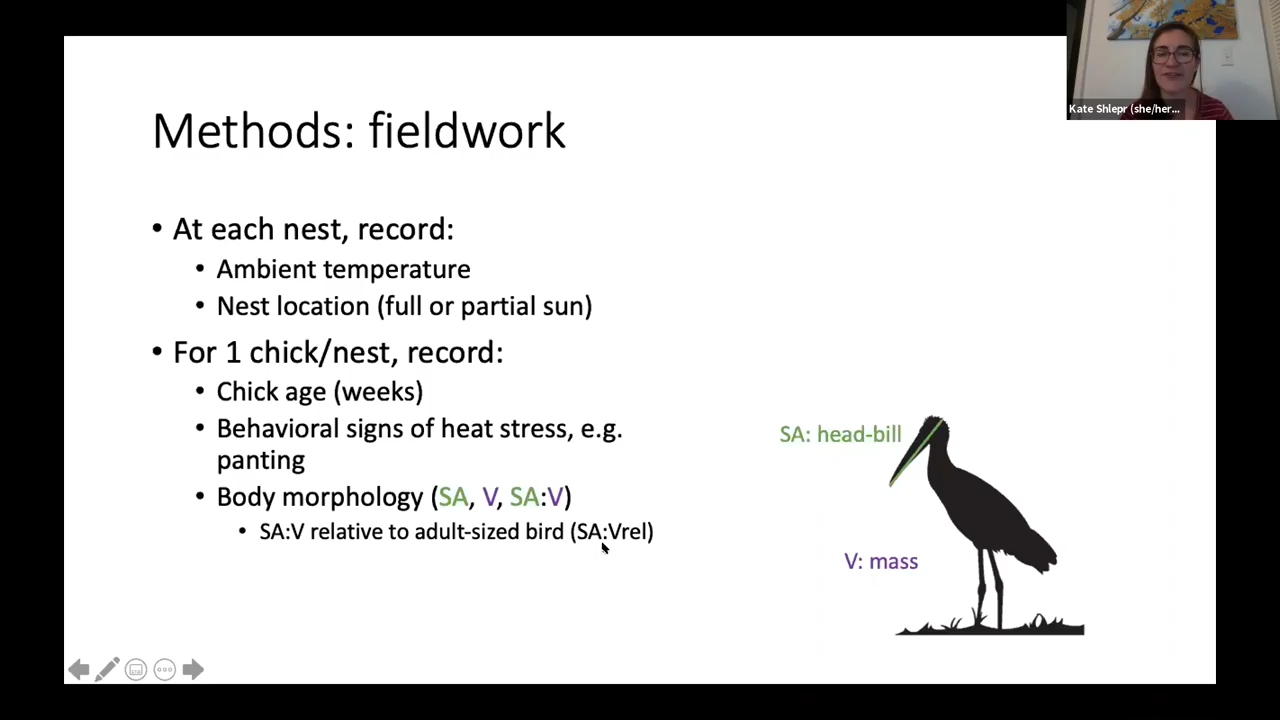 Kate Shlepr (she/her...
Methods: fieldwork
• At each nest, record:
• Ambient temperature
• Nest location (full or partial sun)
• For 1 chick/nest, record:
• Chick age (weeks)
• Behavioral signs of heat stress, e.g.
panting
• Body morphology (SA, V, SA:V)
• SA:V relative to adult-sized bird (SA:Vrel)
SA: head-bill
V: mass